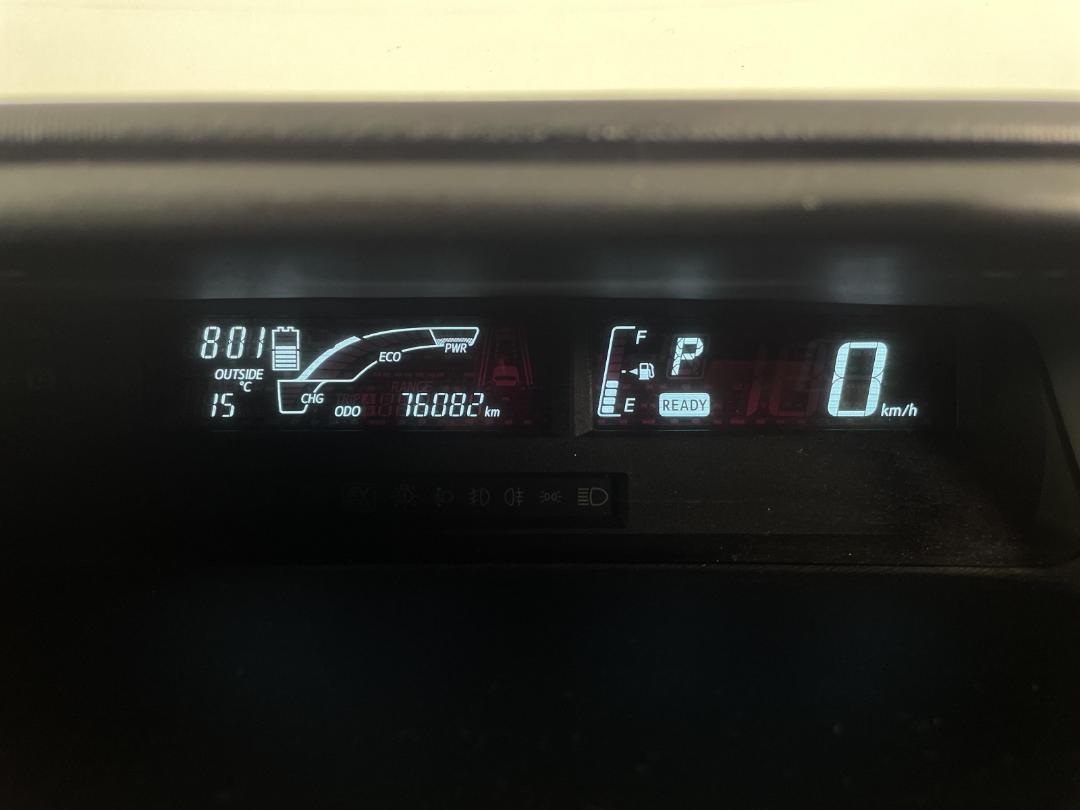 801
OUTSIDE
°C
15
CHG
ECO
PWR
ODO 76082 km
F
E
P
READY
0 km/h